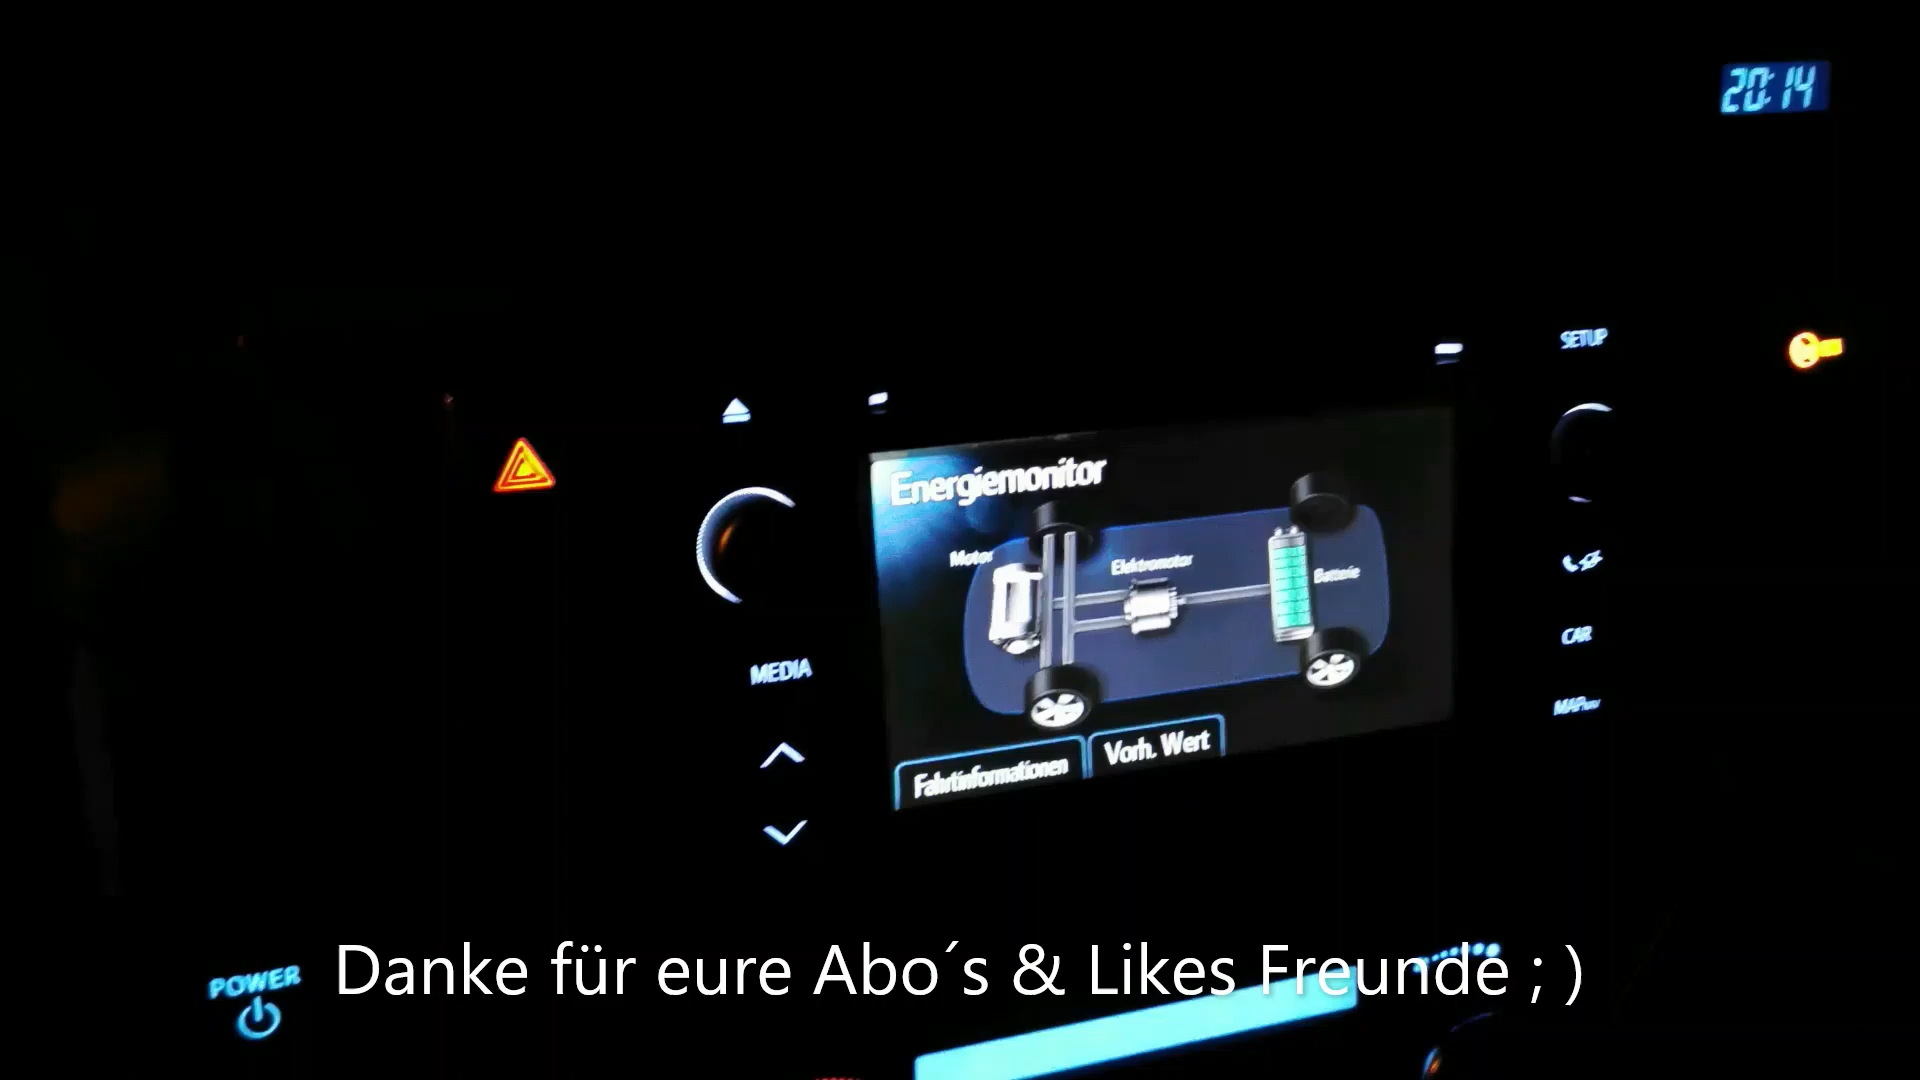 20:14
SETUP
Energiemonitor
Motor
Elektromotor
Batterie
CAR
MEDIA
MAP
Vorh. Wert
Fahrtinformationen
POWER
Danke für eure Abo´s & Likes Freunde ; )